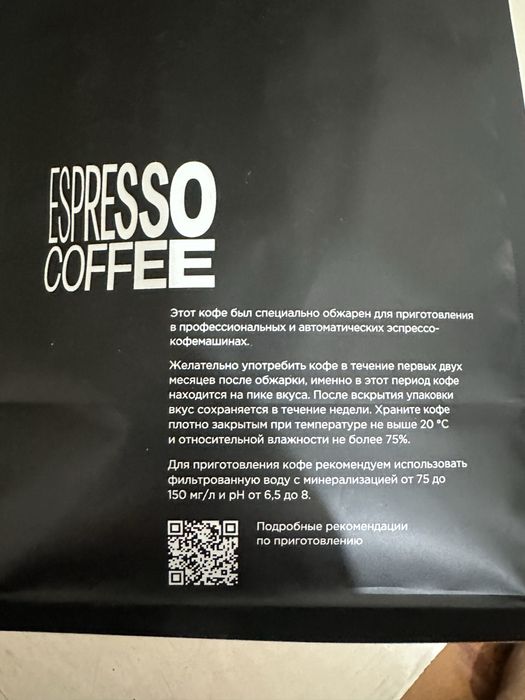 ESPRESSO
COFFEE
Этот кофе был специально обжарен для приготовления
в профессиональных и автоматических эспрессо-
кофемашинах.
Желательно употребить кофе в течение первых двух
месяцев после обжарки, именно в этот период кофе
находится на пике вкуса. После вскрытия упаковки
вкус сохраняется в течение недели. Храните кофе
плотно закрытым при температуре не выше 20 °C
и относительной влажности не более 75%.
Для приготовления кофе рекомендуем использовать
фильтрованную воду с минерализацией от 75 до
150 мг/л и pH от 6,5 до 8.
Подробные рекомендации
по приготовлению